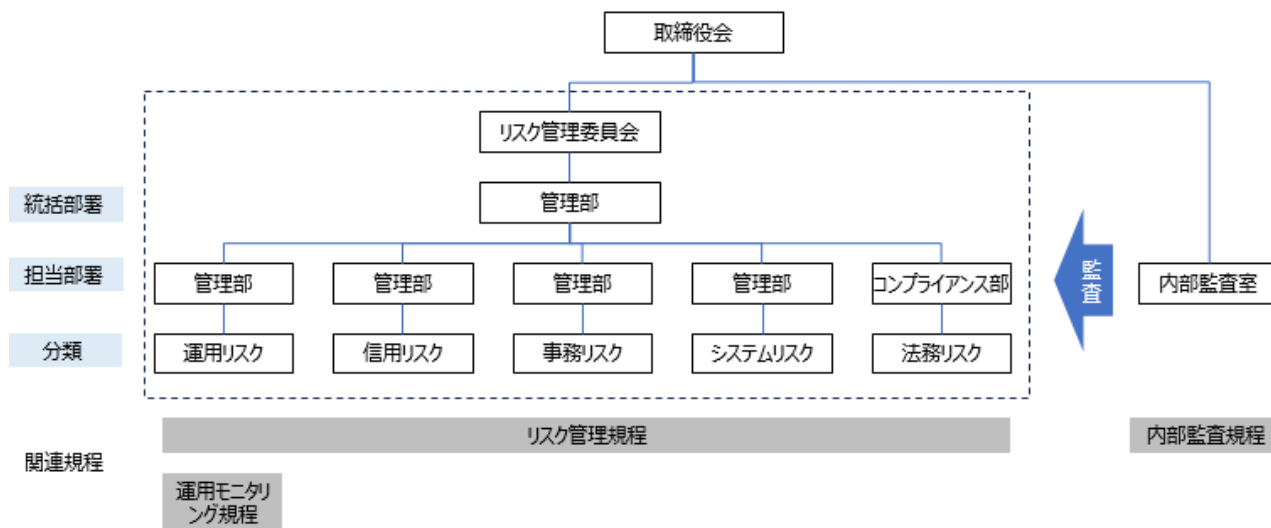 取締役会
リスク管理委員会
統括部署
管理部
担当部署
管理部
管理部
管理部
管理部
コンプライアンス部
監査
内部監査室
分類
運用リスク
信用リスク
事務リスク
システムリスク
法務リスク
関連規程
リスク管理規程
内部監査規程
運用モニタリ
ング規程